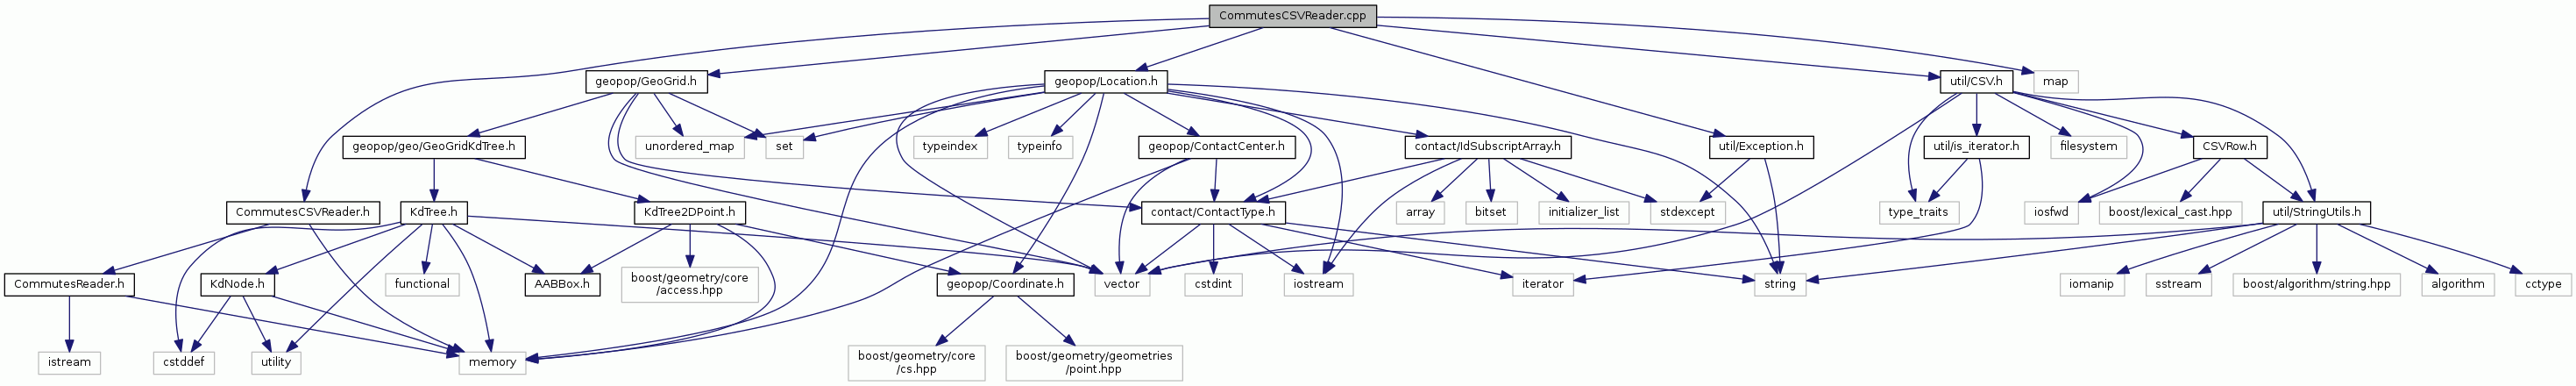 CommutesCSVReader.cpp
geopop/GeoGrid.h
geopop/Location.h
util/CSV.h
map
geopop/geo/GeoGridKdTree.h
unordered_map
set
typeindex
typeinfo
geopop/ContactCenter.h
contact/IdSubscriptArray.h
util/Exception.h
util/is_iterator.h
filesystem
CSVRow.h
CommutesCSVReader.h
KdTree.h
KdTree2DPoint.h
contact/ContactType.h
array
bitset
initializer_list
stdexcept
type_traits
iosfwd
boost/lexical_cast.hpp
util/StringUtils.h
CommutesReader.h
KdNode.h
functional
AABBox.h
boost/geometry/core
/access.hpp
geopop/Coordinate.h
vector
cstdint
iostream
iterator
string
iomanip
sstream
boost/algorithm/string.hpp
algorithm
cctype
istream
cstddef
utility
memory
boost/geometry/core
/cs.hpp
boost/geometry/geometries
/point.hpp